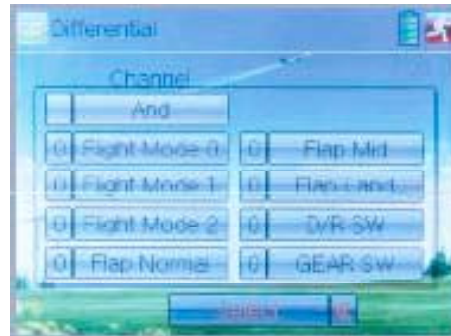 Differential
Channel
And
0 Flight Mode 0 0 Flap Mid
0 Flight Mode 1 0 Flap Land
0 Flight Mode 2 0 D/R SW
0 Flap Normal 0 GEAR SW
Select